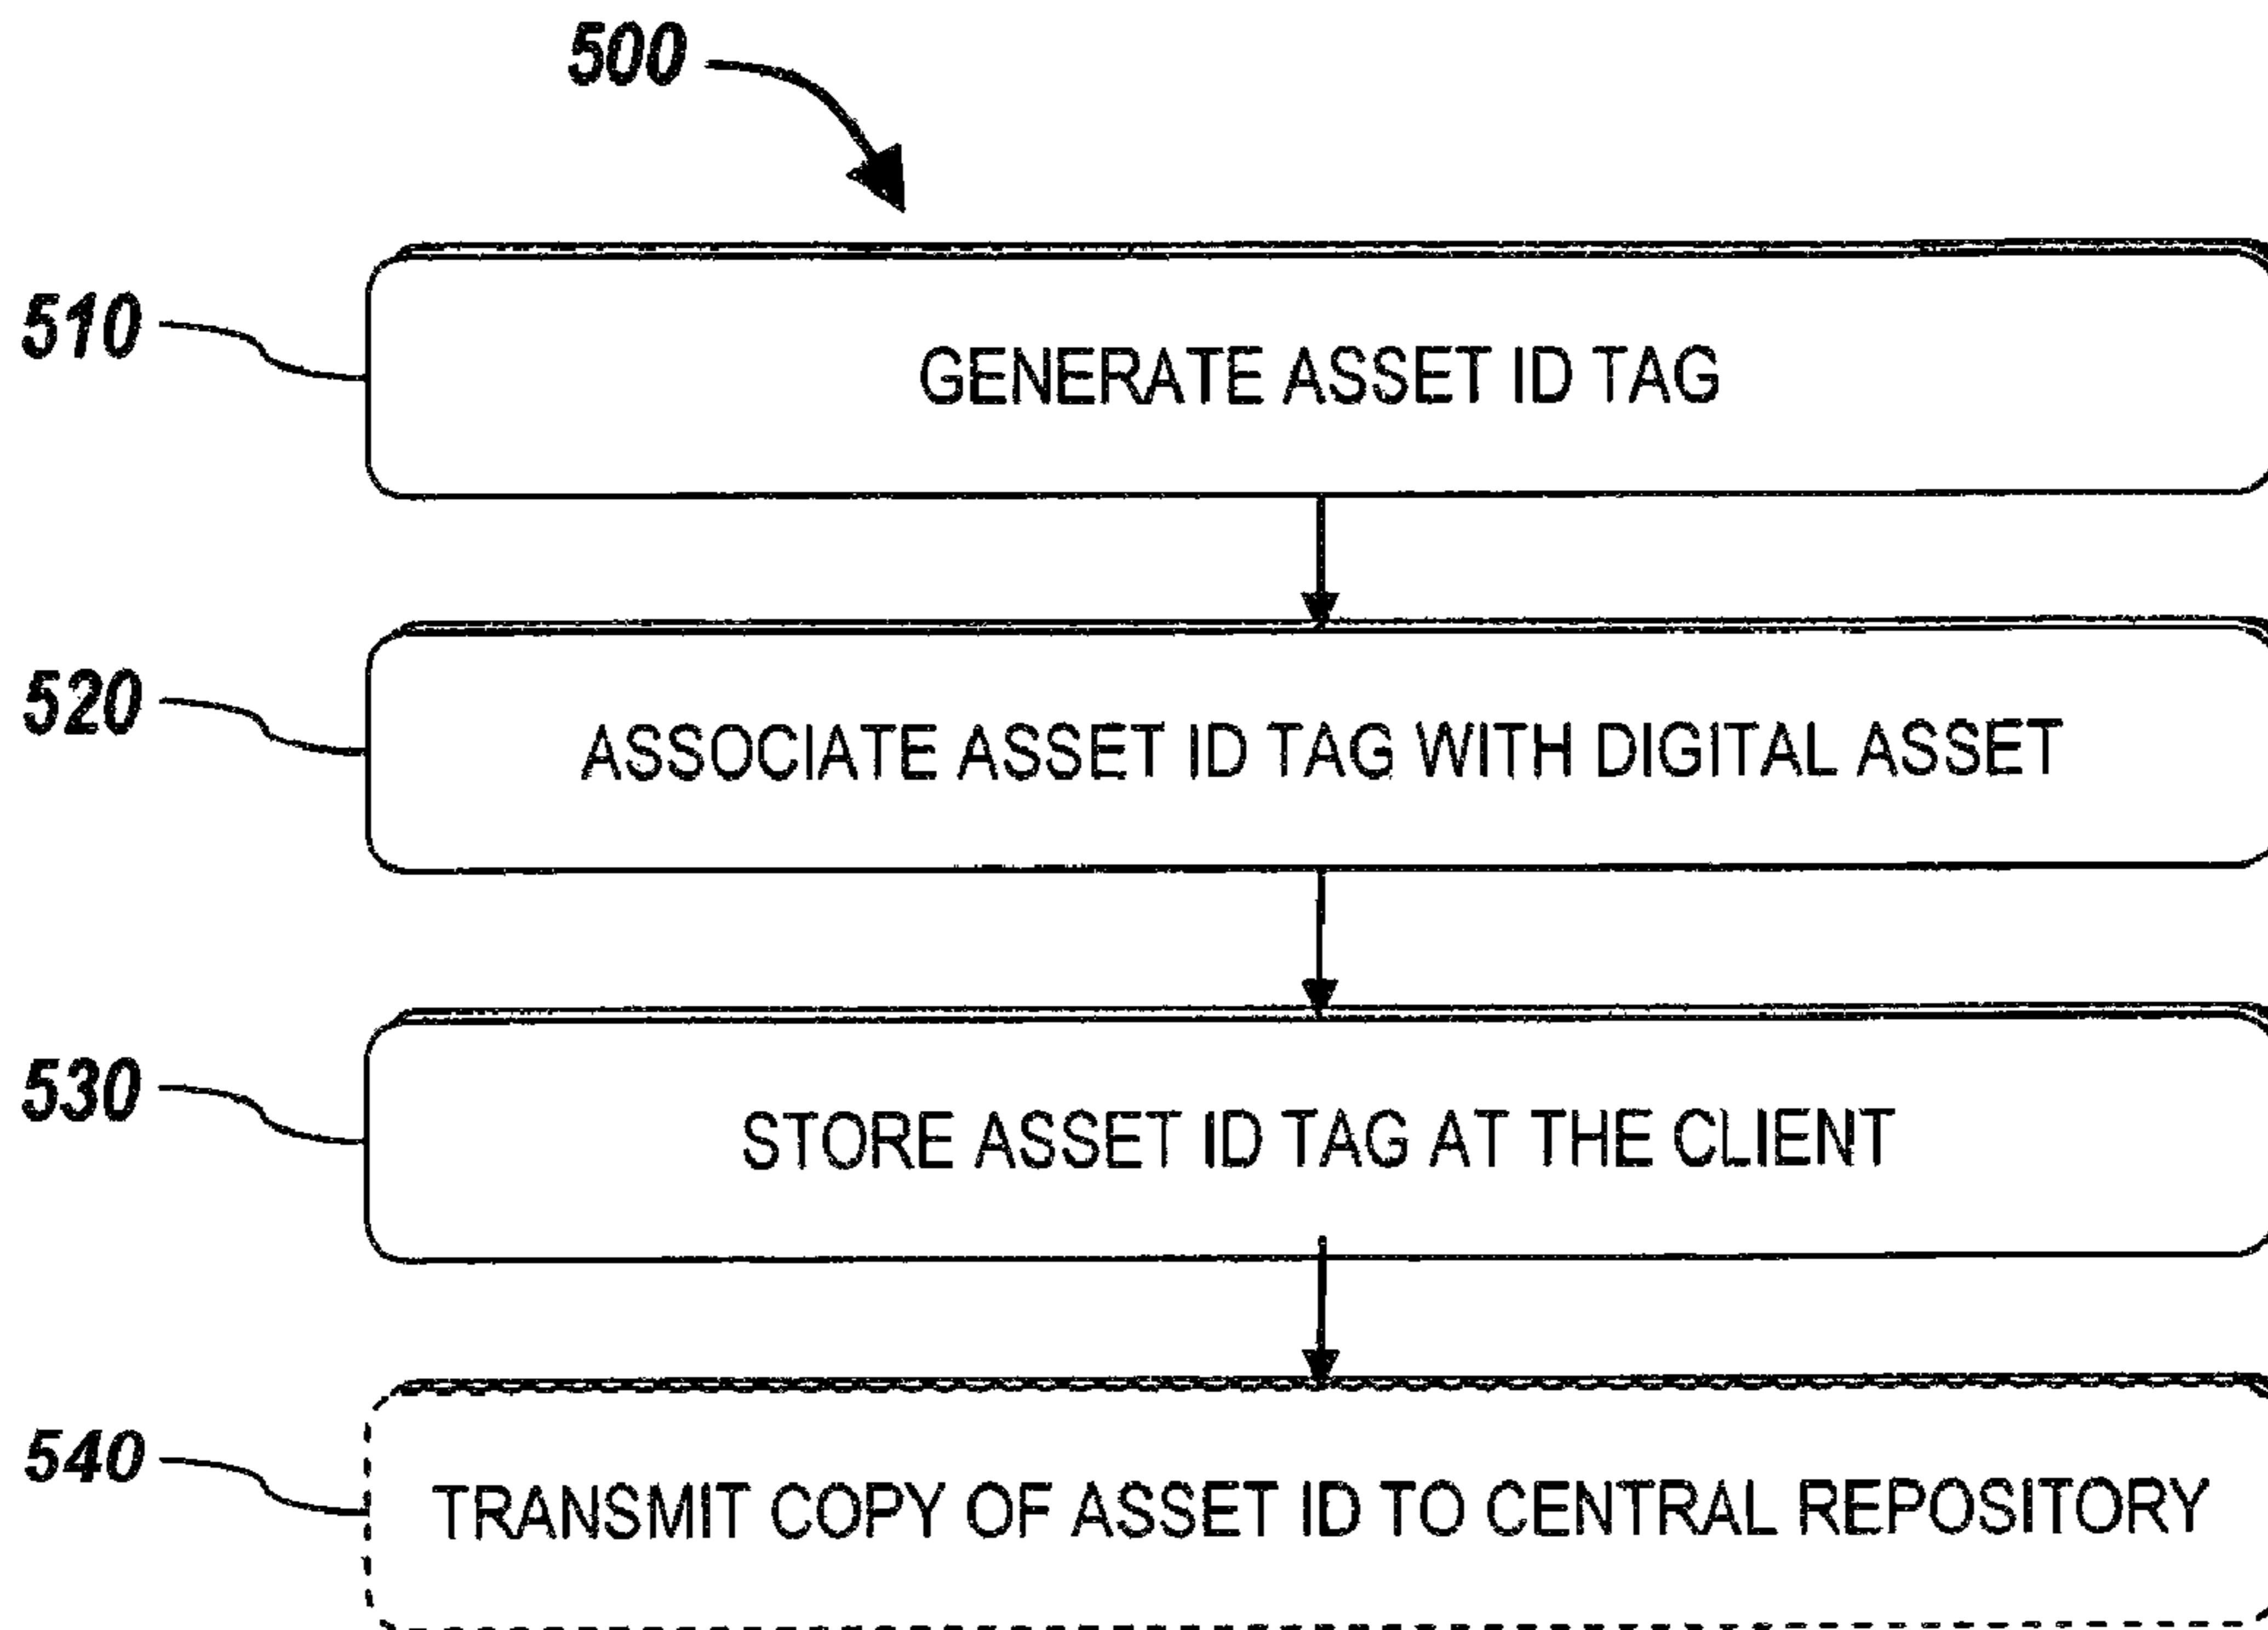 500
510
GENERATE ASSET ID TAG
520
ASSOCIATE ASSET ID TAG WITH DIGITAL ASSET
530
STORE ASSET ID TAG AT THE CLIENT
540
TRANSMIT COPY OF ASSET ID TO CENTRAL REPOSITORY